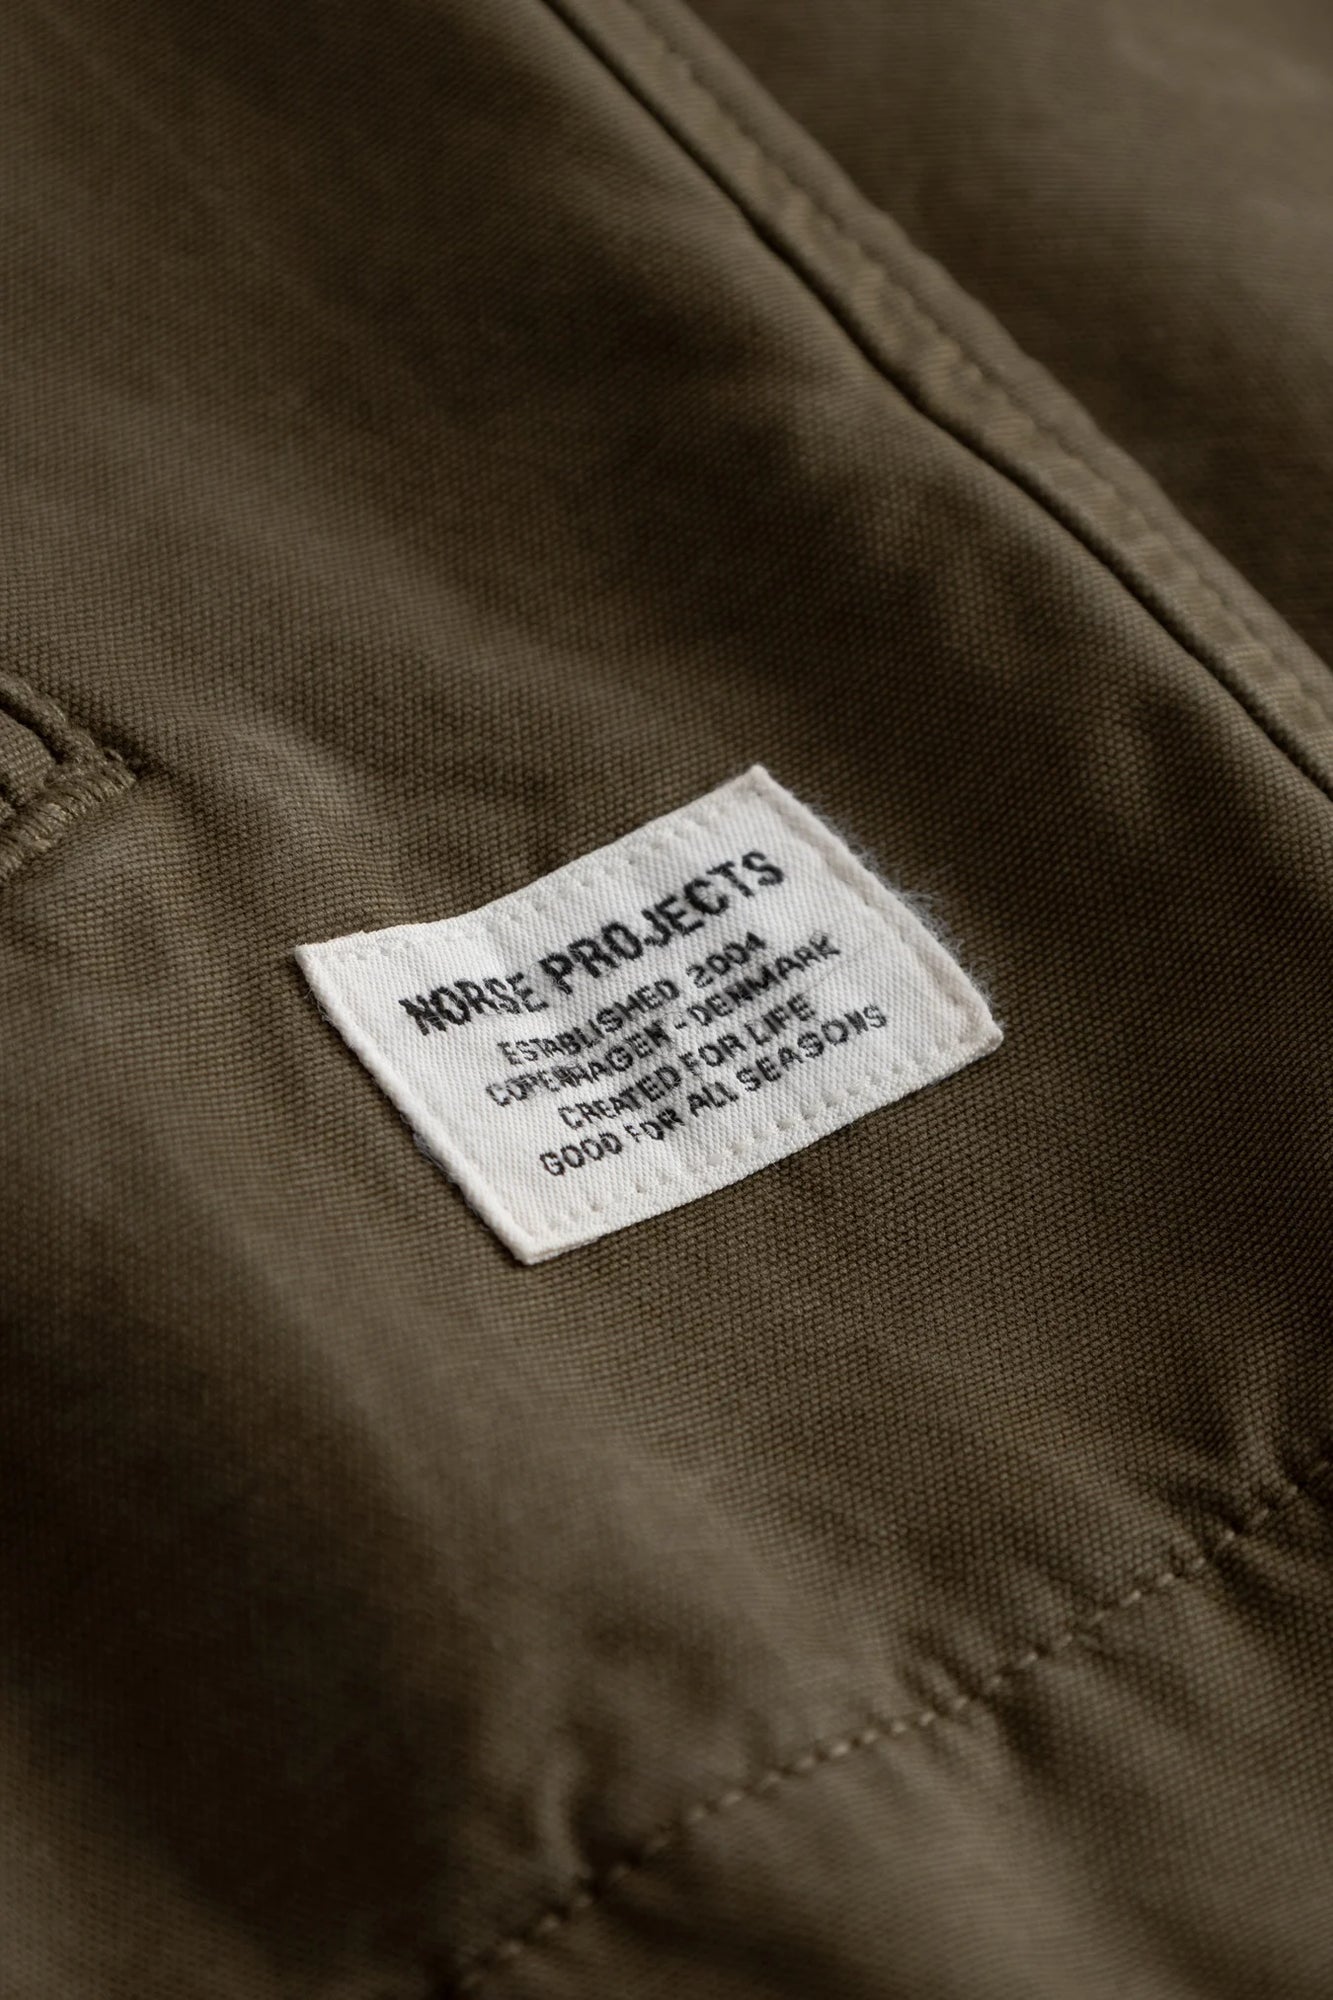 NORSE PROJECTS
ESTABLISHED 2004
COPENHAGEN - DENMARK
CREATED FOR LIFE
GOOD FOR ALL SEASONS